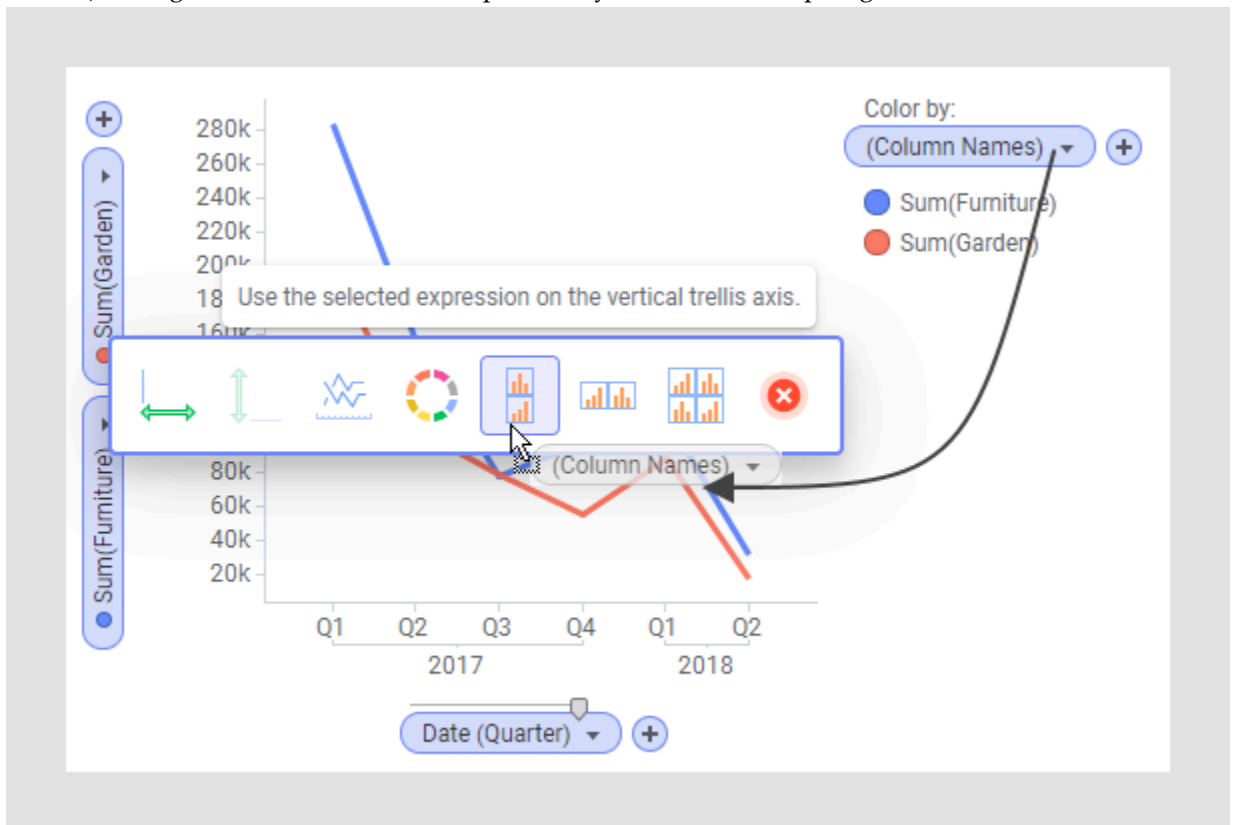 Color by:
(Column Names)
Sum(Furniture)
Sum(Garden)
280k
260k
240k
220k
200k
18
160k
Use the selected expression on the vertical trellis axis.
(Column Names)
80k
60k
40k
20k
Sum(Garden)
Sum(Furniture)
Q1 Q2 Q3 Q4 Q1 Q2
2017 2018
Date (Quarter)